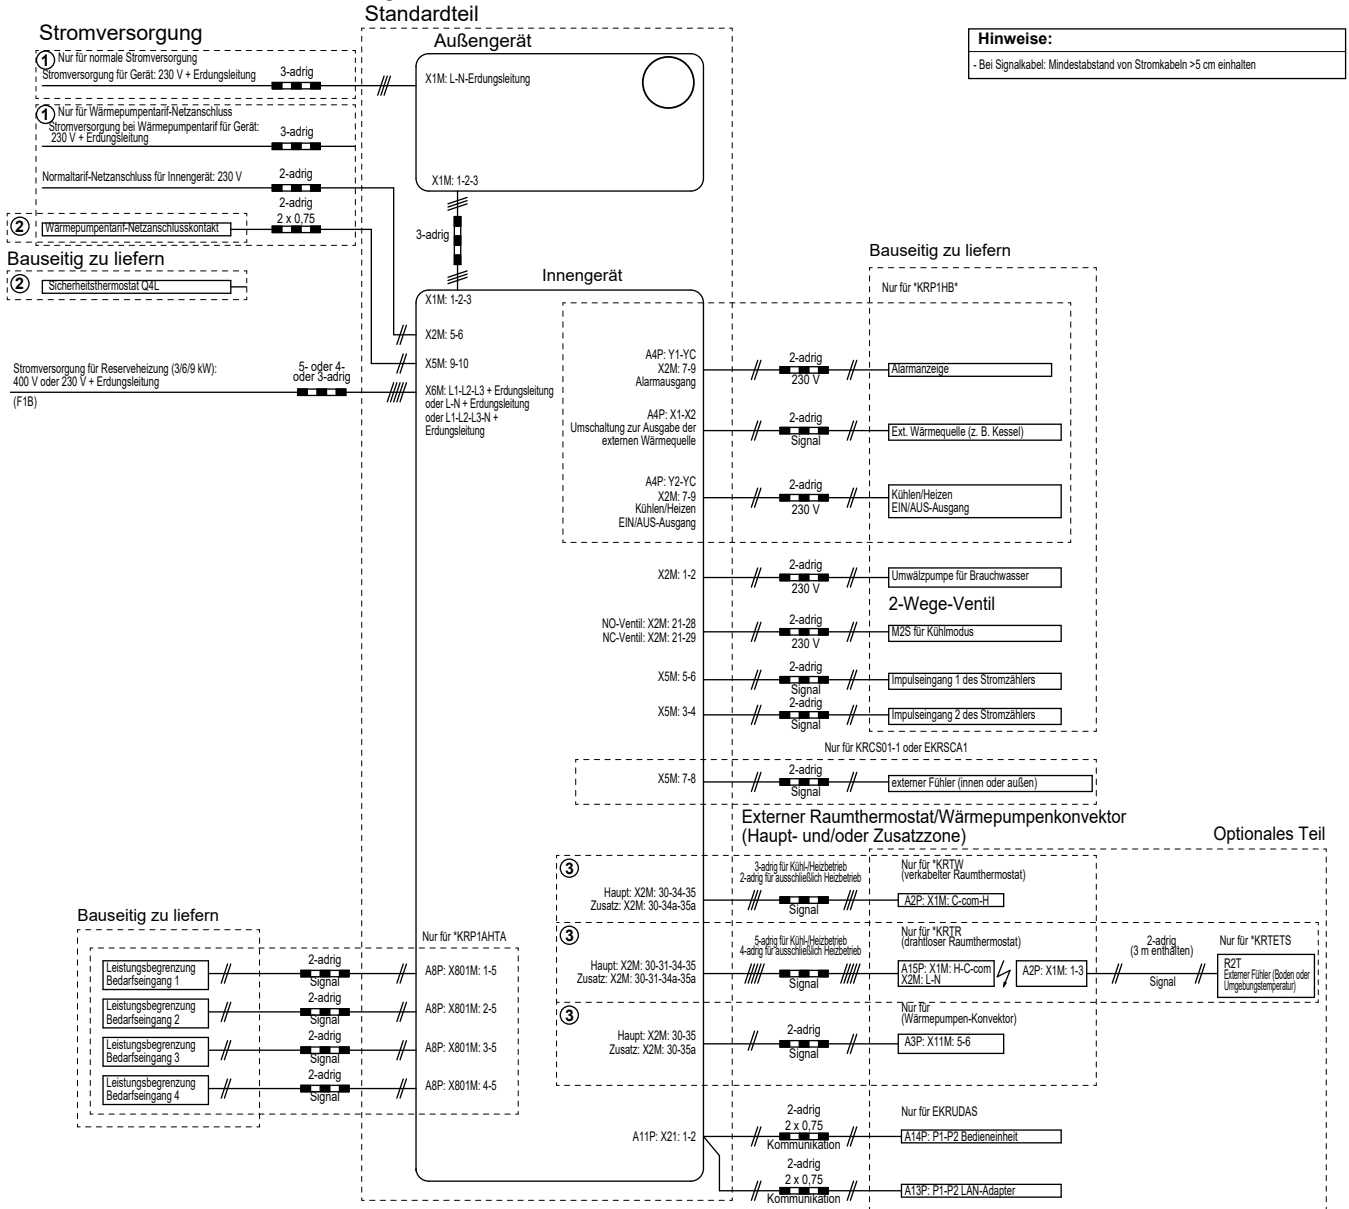 Standardteil
Stromversorgung
Außengerät
Hinweise:
- Bei Signalkabel: Mindestabstand von Stromkabeln >5 cm einhalten
1 Nur für normale Stromversorgung
Stromversorgung für Gerät: 230 V + Erdungsleitung
3-adrig
X1M: L-N-Erdungsleitung
1 Nur für Wärmepumpentarif-Netzanschluss
Stromversorgung bei Wärmepumpentarif für Gerät:
230 V + Erdungsleitung
3-adrig
Normaltarif-Netzanschluss für Innengerät: 230 V
2-adrig
X1M: 1-2-3
2-adrig
2 x 0,75
2 Wärmepumpentarif-Netzanschlusskontakt
3-adrig
Bauseitig zu liefern
2 Sicherheitsthermostat Q4L
Innengerät
Bauseitig zu liefern
Nur für *KRP1HB*
X1M: 1-2-3
X2M: 5-6
X5M: 9-10
Stromversorgung für Reserveheizung (3/6/9 kW):
400 V oder 230 V + Erdungsleitung
(F1B)
5- oder 4-
oder 3-adrig
X6M: L1-L2-L3 + Erdungsleitung
oder L-N + Erdungsleitung
oder L1-L2-L3-N +
Erdungsleitung
A4P: Y1-YC
X2M: 7-9
Alarmausgang
2-adrig
230 V
Alarmanzeige
A4P: X1-X2
Umschaltung zur Ausgabe der
externen Wärmequelle
2-adrig
Signal
Ext. Wärmequelle (z. B. Kessel)
A4P: Y2-YC
X2M: 7-9
Kühlen/Heizen
EIN/AUS-Ausgang
2-adrig
230 V
Kühlen/Heizen
EIN/AUS-Ausgang
X2M: 1-2
2-adrig
230 V
Umwälzpumpe für Brauchwasser
2-Wege-Ventil
NO-Ventil: X2M: 21-28
NC-Ventil: X2M: 21-29
2-adrig
230 V
M2S für Kühlmodus
X5M: 5-6
2-adrig
Signal
Impulseingang 1 des Stromzählers
X5M: 3-4
2-adrig
Signal
Impulseingang 2 des Stromzählers
Nur für KRCS01-1 oder EKRSCA1
X5M: 7-8
2-adrig
Signal
externer Fühler (innen oder außen)
Externer Raumthermostat/Wärmepumpenkonvektor
(Haupt- und/oder Zusatzzone)
Optionales Teil
3
Haupt: X2M: 30-34-35
Zusatz: X2M: 30-34a-35a
3-adrig für Kühl-/Heizbetrieb
2-adrig für ausschließlich Heizbetrieb
Signal
Nur für *KRTW
(verkabelter Raumthermostat)
A2P: X1M: C-com-H
3
Haupt: X2M: 30-31-34-35
Zusatz: X2M: 30-31-34a-35a
5-adrig für Kühl-/Heizbetrieb
4-adrig für ausschließlich Heizbetrieb
Signal
Nur für *KRTR
(drahtloser Raumthermostat)
A15P: X1M: H-C-com
X2M: L-N
A2P: X1M: 1-3
2-adrig
(3 m enthalten)
Signal
Nur für *KRTETS
R2T
Externer Fühler (Boden oder
Umgebungstemperatur)
3
Haupt: X2M: 30-35
Zusatz: X2M: 30-35a
2-adrig
Signal
Nur für
(Wärmepumpen-Konvektor)
A3P: X11M: 5-6
Bauseitig zu liefern
Nur für *KRP1AHTA
Leistungsbegrenzung
Bedarfseingang 1
2-adrig
Signal
A8P: X801M: 1-5
Leistungsbegrenzung
Bedarfseingang 2
2-adrig
Signal
A8P: X801M: 2-5
Leistungsbegrenzung
Bedarfseingang 3
2-adrig
Signal
A8P: X801M: 3-5
Leistungsbegrenzung
Bedarfseingang 4
2-adrig
Signal
A8P: X801M: 4-5
A11P: X21: 1-2
2-adrig
2 x 0,75
Kommunikation
Nur für EKRUDAS
A14P: P1-P2 Bedieneinheit
2-adrig
2 x 0,75
Kommunikation
A13P: P1-P2 LAN-Adapter